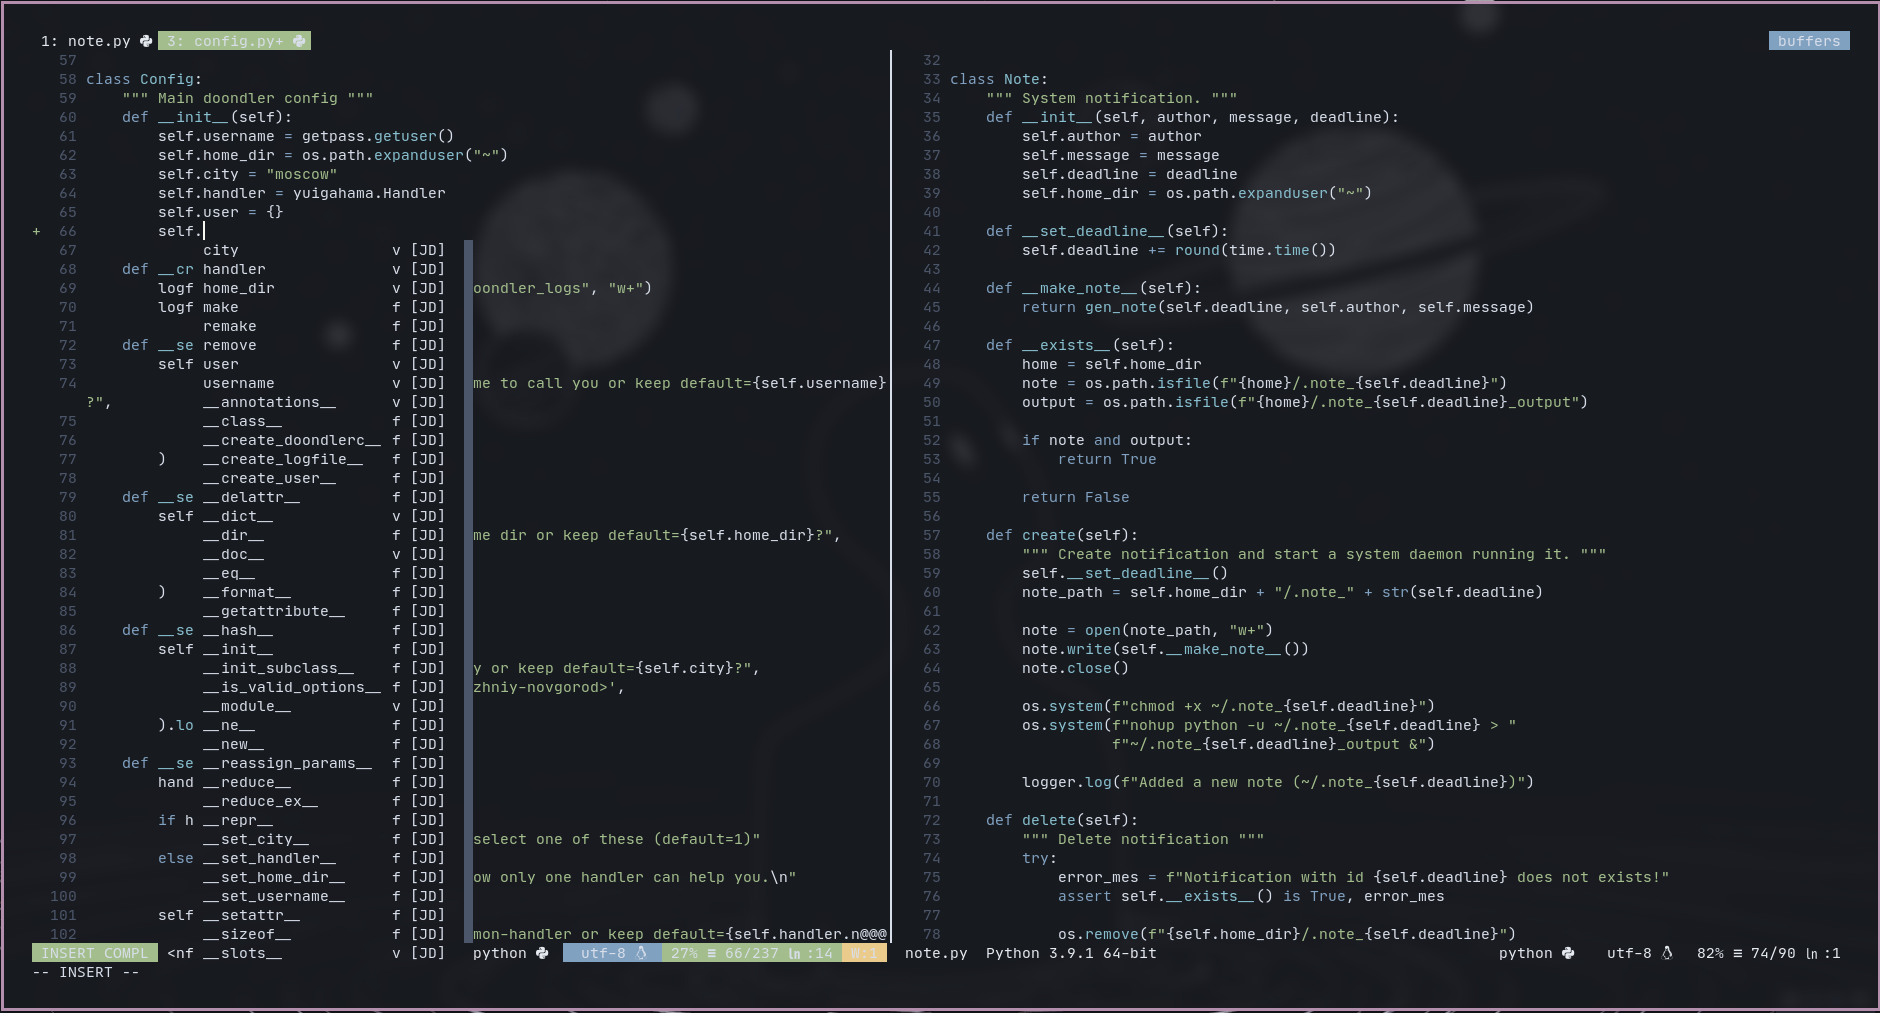 1: note.py 3: config.py+ buffers
57
58 class Config:
59     """ Main doondler config """
60     def __init__(self):
61         self.username = getpass.getuser()
62         self.home_dir = os.path.expanduser("~")
63         self.city = "moscow"
64         self.handler = yuigahama.Handler
65         self.user = {}
+ 66         self.
67              city                 v [JD]
68     def __cr handler              v [JD]
69         logf home_dir             v [JD]   oondler_logs", "w+")
70         logf make                 f [JD]
71              remake               f [JD]
72     def __se remove               f [JD]
73         self user                 v [JD]
74              username             v [JD]   me to call you or keep default={self.username}
?",          __annotations__      v [JD]
75              __class__            f [JD]
76              __create_doondlerc__ f [JD]
77         )    __create_logfile__   f [JD]
78              __create_user__      f [JD]
79     def __se __delattr__          f [JD]
80         self __dict__             v [JD]
81              __dir__              f [JD]   me dir or keep default={self.home_dir}?",
82              __doc__              v [JD]
83              __eq__               f [JD]
84         )    __format__           f [JD]
85              __getattribute__     f [JD]
86     def __se __hash__             f [JD]
87         self __init__             f [JD]
88              __init_subclass__    f [JD]   y or keep default={self.city}?",
89              __is_valid_options__ f [JD]   zhniy-novgorod>',
90              __module__           v [JD]
91         ).lo __ne__               f [JD]
92              __new__              f [JD]
93     def __se __reassign_params__  f [JD]
94         hand __reduce__           f [JD]
95              __reduce_ex__        f [JD]
96         if h __repr__             f [JD]
97              __set_city__         f [JD]   select one of these (default=1)"
98         else __set_handler__      f [JD]
99              __set_home_dir__     f [JD]   ow only one handler can help you.\n"
100             __set_username__     f [JD]
101        self __setattr__          f [JD]
102             __sizeof__           f [JD]   mon-handler or keep default={self.handler.n@@@
INSERT COMPL <nf __slots__ v [JD] python utf-8 27% ≡ 66/237 ln :14 W:1
-- INSERT --
32
33 class Note:
34     """ System notification. """
35     def __init__(self, author, message, deadline):
36         self.author = author
37         self.message = message
38         self.deadline = deadline
39         self.home_dir = os.path.expanduser("~")
40
41     def __set_deadline__(self):
42         self.deadline += round(time.time())
43
44     def __make_note__(self):
45         return gen_note(self.deadline, self.author, self.message)
46
47     def __exists__(self):
48         home = self.home_dir
49         note = os.path.isfile(f"{home}/.note_{self.deadline}")
50         output = os.path.isfile(f"{home}/.note_{self.deadline}_output")
51
52         if note and output:
53             return True
54
55         return False
56
57     def create(self):
58         """ Create notification and start a system daemon running it. """
59         self.__set_deadline__()
60         note_path = self.home_dir + "/.note_" + str(self.deadline)
61
62         note = open(note_path, "w+")
63         note.write(self.__make_note__())
64         note.close()
65
66         os.system(f"chmod +x ~/.note_{self.deadline}")
67         os.system(f"nohup python -u ~/.note_{self.deadline} > "
68                   f"~/.note_{self.deadline}_output &")
69
70         logger.log(f"Added a new note (~/.note_{self.deadline})")
71
72     def delete(self):
73         """ Delete notification """
74         try:
75             error_mes = f"Notification with id {self.deadline} does not exists!"
76             assert self.__exists__() is True, error_mes
77
78             os.remove(f"{self.home_dir}/.note_{self.deadline}")
note.py Python 3.9.1 64-bit python utf-8 82% ≡ 74/90 ln :1